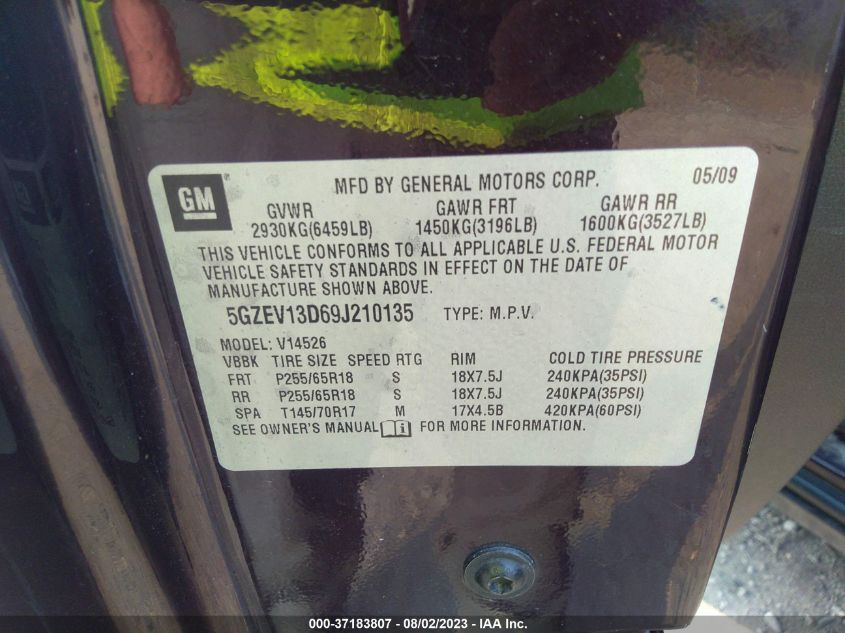 GM
MFD BY GENERAL MOTORS CORP. 05/09
GVWR GAWR FRT GAWR RR
2930KG(6459LB) 1450KG(3196LB) 1600KG(3527LB)
THIS VEHICLE CONFORMS TO ALL APPLICABLE U.S. FEDERAL MOTOR
VEHICLE SAFETY STANDARDS IN EFFECT ON THE DATE OF
MANUFACTURE SHOWN ABOVE.
5GZEV13D69J210135 TYPE: M.P.V.
MODEL: V14526
VBBK TIRE SIZE SPEED RTG RIM COLD TIRE PRESSURE
FRT P255/65R18 S 18X7.5J 240KPA(35PSI)
RR P255/65R18 S 18X7.5J 240KPA(35PSI)
SPA T145/70R17 M 17X4.5B 420KPA(60PSI)
SEE OWNER'S MANUAL i FOR MORE INFORMATION.
000-37183807 - 08/02/2023 - IAA Inc.